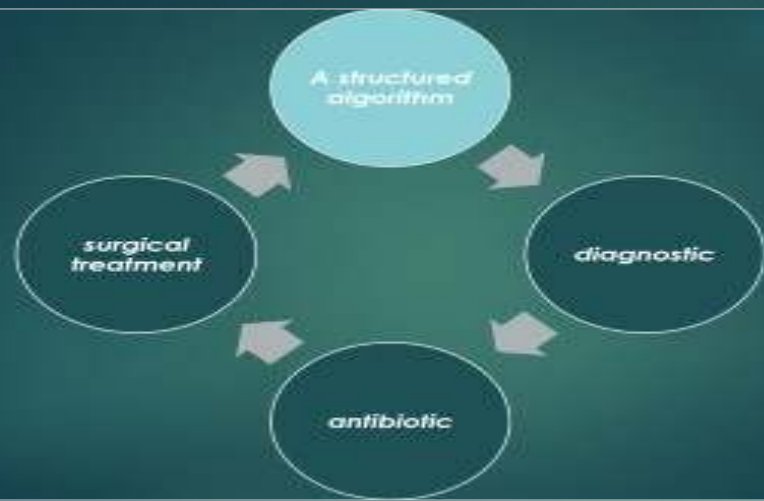 A structured
algorithm
diagnostic
antibiotic
surgical
treatment